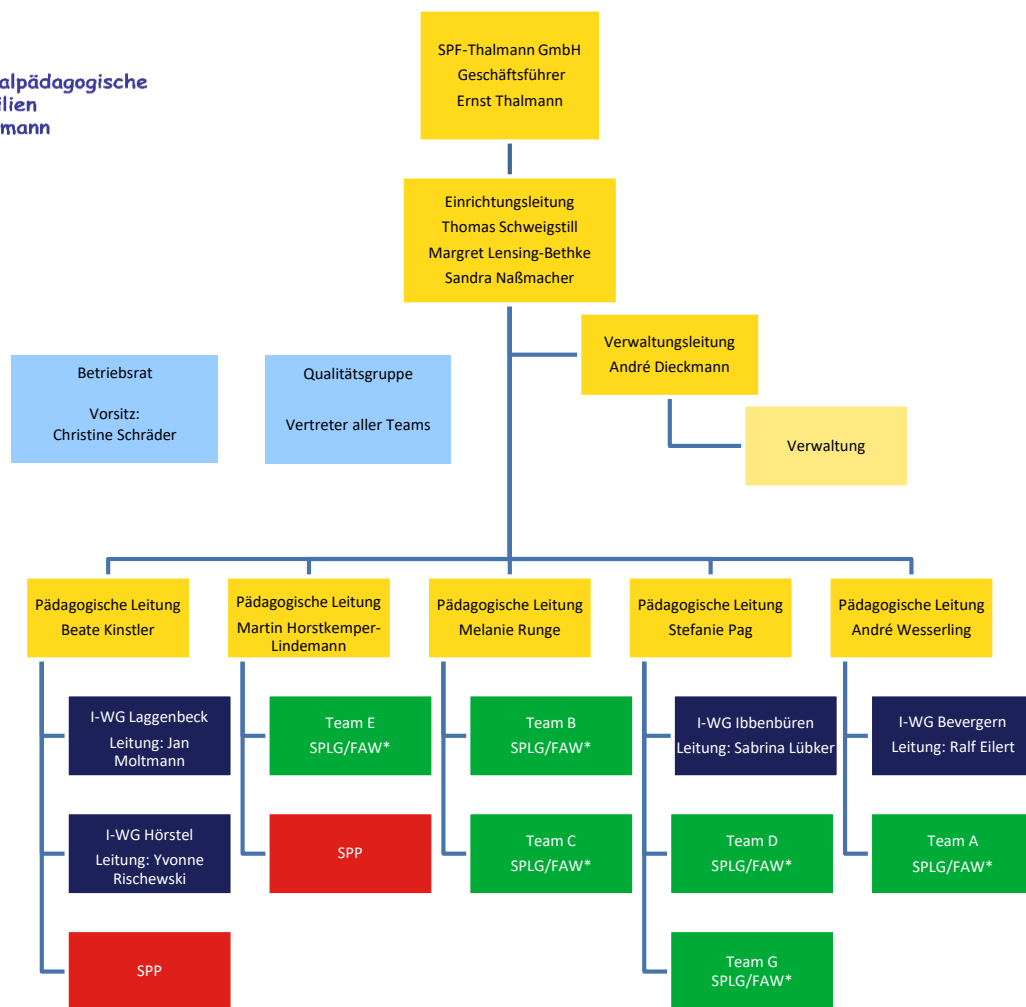 alpädagogische
ilien
mann
SPF-Thalmann GmbH
Geschäftsführer
Ernst Thalmann
Einrichtungsleitung
Thomas Schweigstill
Margret Lensing-Bethke
Sandra Naßmacher
Verwaltungsleitung
André Dieckmann
Betriebsrat
Vorsitz:
Christine Schräder
Qualitätsgruppe
Vertreter aller Teams
Verwaltung
Pädagogische Leitung
Beate Kinstler
Pädagogische Leitung
Martin Horstkemper-
Lindemann
Pädagogische Leitung
Melanie Runge
Pädagogische Leitung
Stefanie Pag
Pädagogische Leitung
André Wesserling
I-WG Laggenbeck
Leitung: Jan
Moltmann
Team E
SPLG/FAW*
Team B
SPLG/FAW*
I-WG Ibbenbüren
Leitung: Sabrina Lübker
I-WG Bevergern
Leitung: Ralf Eilert
I-WG Hörstel
Leitung: Yvonne
Rischewski
SPP
Team C
SPLG/FAW*
Team D
SPLG/FAW*
Team A
SPLG/FAW*
SPP
Team G
SPLG/FAW*